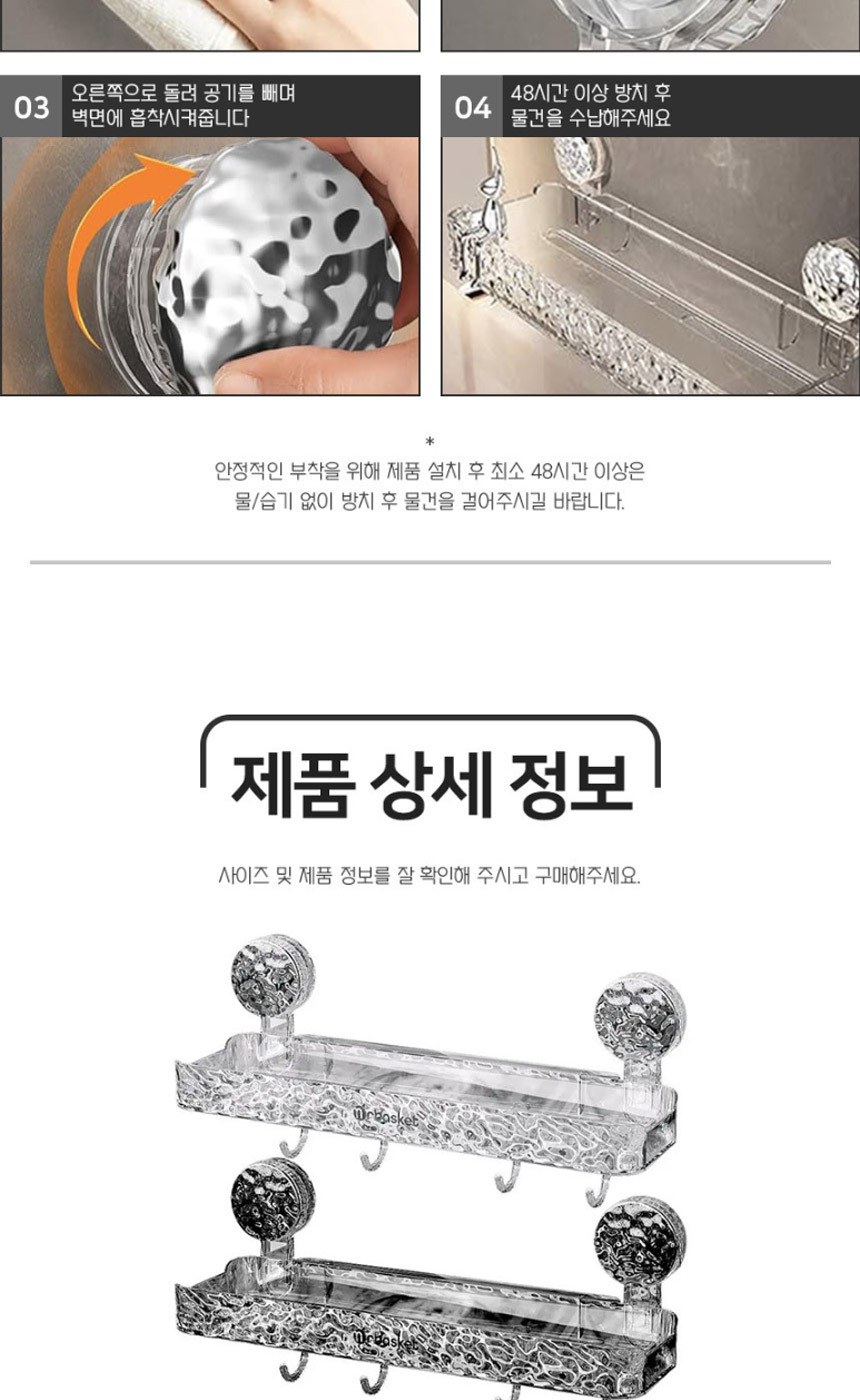 03
오른쪽으로 돌려 공기를 빼며
벽면에 흡착시켜줍니다
04
48시간 이상 방치 후
물건을 수납해주세요
*
안정적인 부착을 위해 제품 설치 후 최소 48시간 이상은
물/습기 없이 방치 후 물건을 걸어주시길 바랍니다.
제품 상세 정보
사이즈 및 제품 정보를 잘 확인해 주시고 구매해주세요.
UrBasket
UrBasket